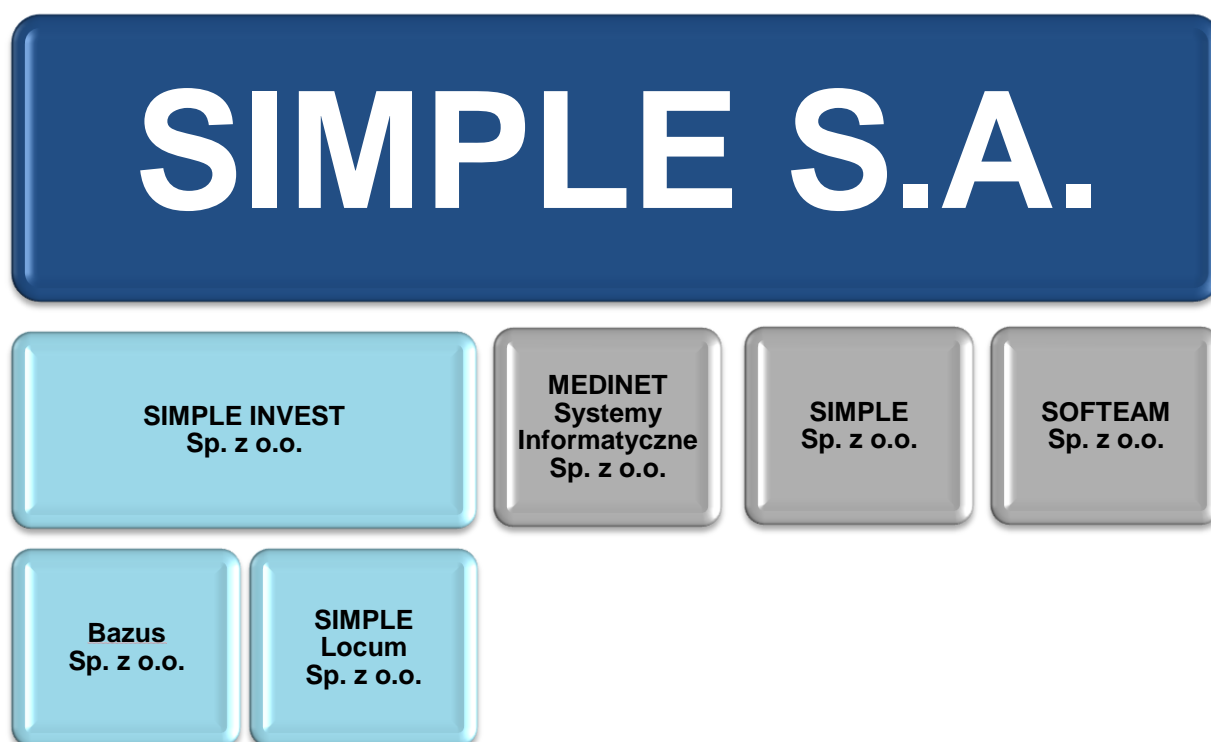 SIMPLE S.A.
SIMPLE INVEST
Sp. z o.o.
MEDINET
Systemy
Informatyczne
Sp. z o.o.
SIMPLE
Sp. z o.o.
SOFTEAM
Sp. z o.o.
Bazus
Sp. z o.o.
SIMPLE
Locum
Sp. z o.o.